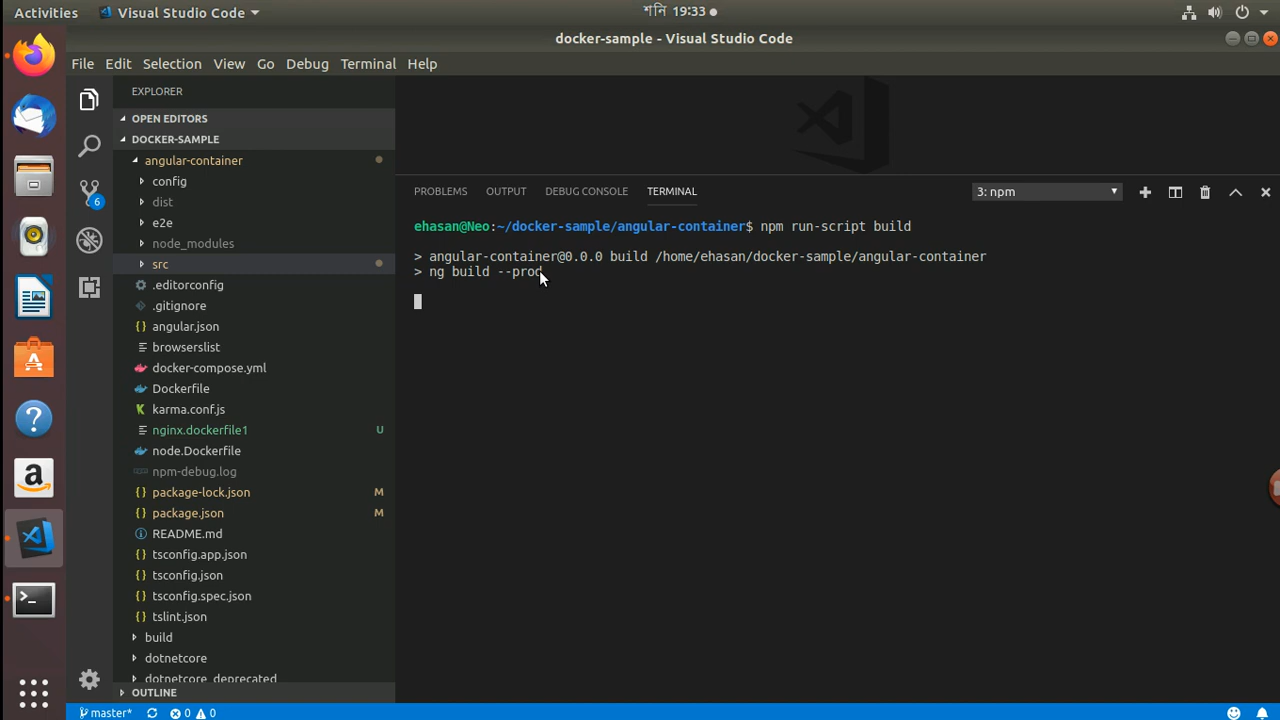 Activities
Visual Studio Code
শনি 19:33
docker-sample - Visual Studio Code
File Edit Selection View Go Debug Terminal Help
EXPLORER
OPEN EDITORS
DOCKER-SAMPLE
angular-container
config
dist
e2e
node_modules
src
.editorconfig
.gitignore
angular.json
browserslist
docker-compose.yml
Dockerfile
karma.conf.js
nginx.dockerfile1 U
node.Dockerfile
npm-debug.log
package-lock.json M
package.json M
README.md
tsconfig.app.json
tsconfig.json
tsconfig.spec.json
tslint.json
build
dotnetcore
dotnetcore_deprecated
OUTLINE
6
PROBLEMS OUTPUT DEBUG CONSOLE TERMINAL
3: npm
ehasan@Neo:~/docker-sample/angular-container$ npm run-script build
> angular-container@0.0.0 build /home/ehasan/docker-sample/angular-container
> ng build --prod
master* 0 0